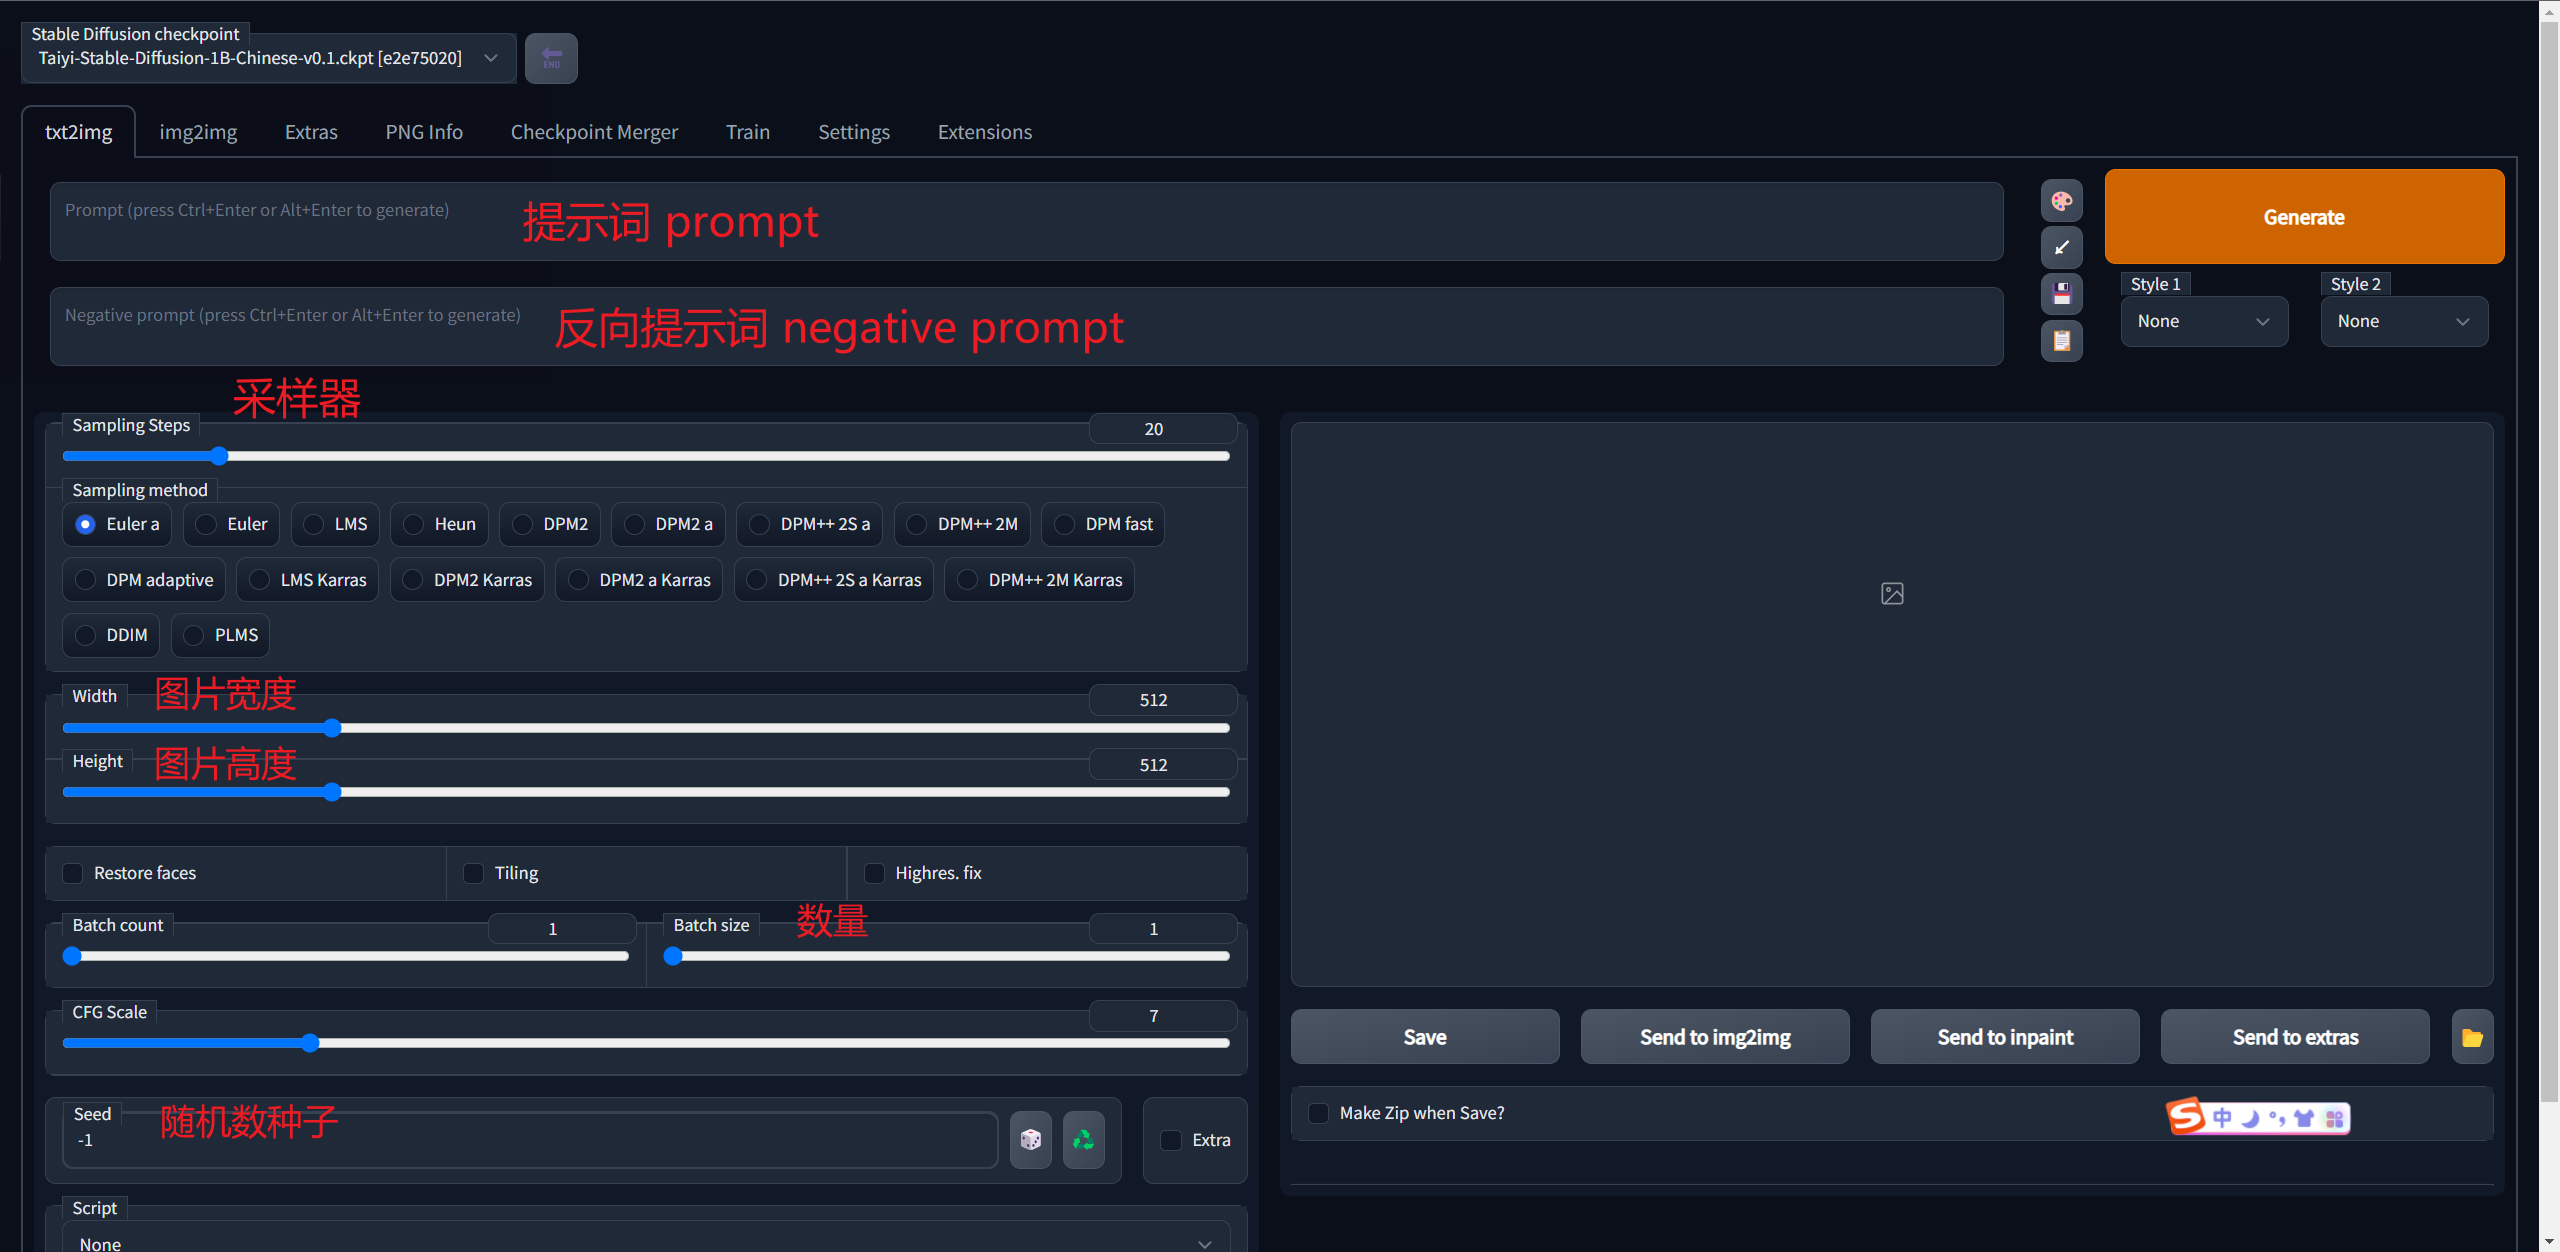 Stable Diffusion checkpoint
Taiyi-Stable-Diffusion-1B-Chinese-v0.1.ckpt [e2e75020]
END
txt2img img2img Extras PNG Info Checkpoint Merger Train Settings Extensions
Prompt (press Ctrl+Enter or Alt+Enter to generate) 提示词 prompt
Generate
Negative prompt (press Ctrl+Enter or Alt+Enter to generate) 反向提示词 negative prompt
Style 1 Style 2
None None
采样器
Sampling Steps 20
Sampling method
Euler a Euler LMS Heun DPM2 DPM2 a DPM++ 2S a DPM++ 2M DPM fast
DPM adaptive LMS Karras DPM2 Karras DPM2 a Karras DPM++ 2S a Karras DPM++ 2M Karras
DDIM PLMS
Width 图片宽度 512
Height 图片高度 512
Restore faces Tiling Highres. fix
Batch count 1 Batch size 数量 1
CFG Scale 7
Seed 随机数种子
-1
Extra
Script
None
Save Send to img2img Send to inpaint Send to extras
Make Zip when Save?
S 中